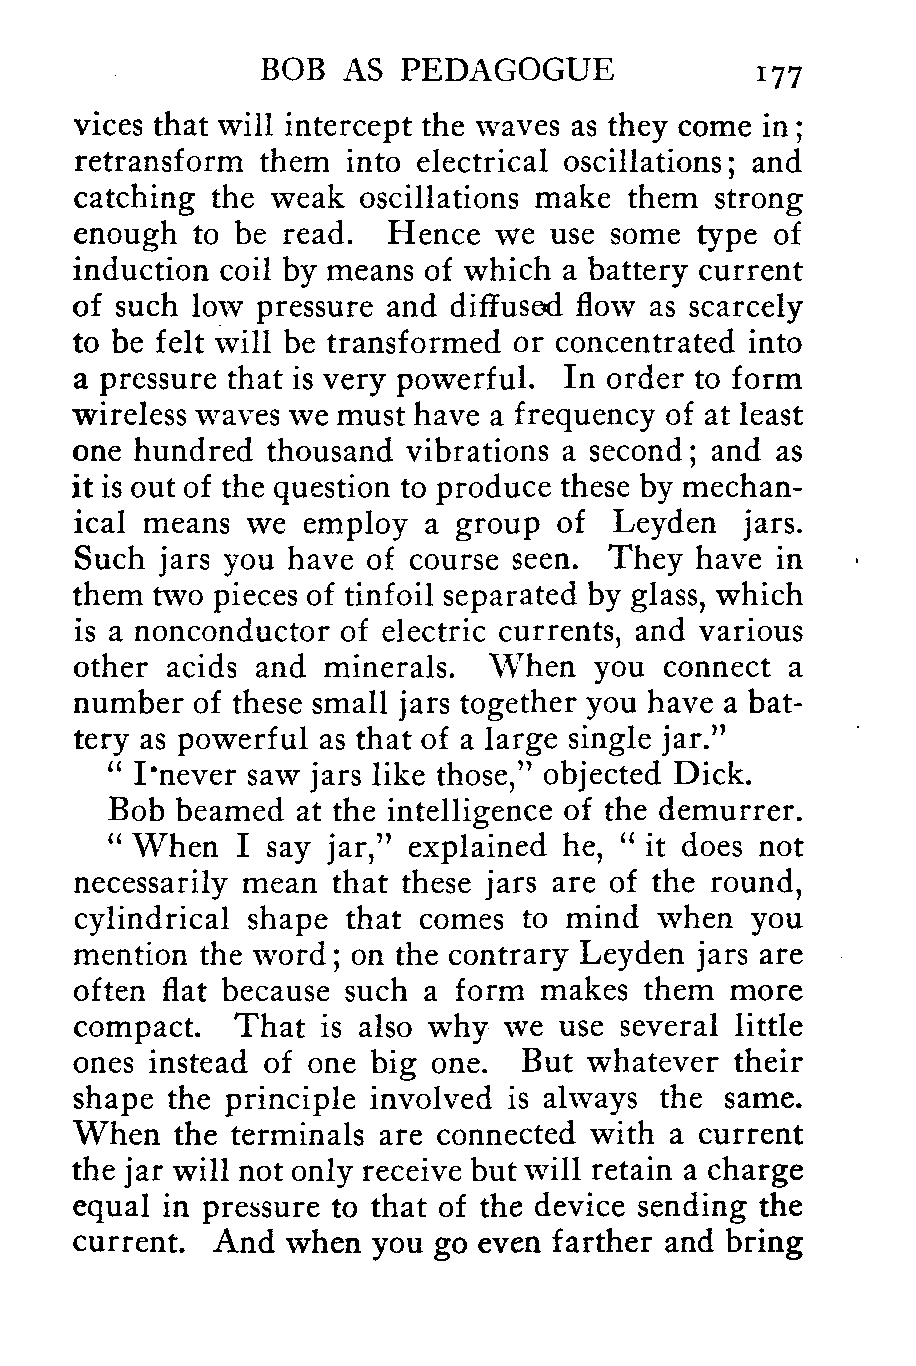 BOB AS PEDAGOGUE 177
vices that will intercept the waves as they come in;
retransform them into electrical oscillations; and
catching the weak oscillations make them strong
enough to be read. Hence we use some type of
induction coil by means of which a battery current
of such low pressure and diffused flow as scarcely
to be felt will be transformed or concentrated into
a pressure that is very powerful. In order to form
wireless waves we must have a frequency of at least
one hundred thousand vibrations a second; and as
it is out of the question to produce these by mechan-
ical means we employ a group of Leyden jars.
Such jars you have of course seen. They have in
them two pieces of tinfoil separated by glass, which
is a nonconductor of electric currents, and various
other acids and minerals. When you connect a
number of these small jars together you have a bat-
tery as powerful as that of a large single jar."
" I never saw jars like those," objected Dick.
Bob beamed at the intelligence of the demurrer.
" When I say jar," explained he, " it does not
necessarily mean that these jars are of the round,
cylindrical shape that comes to mind when you
mention the word; on the contrary Leyden jars are
often flat because such a form makes them more
compact. That is also why we use several little
ones instead of one big one. But whatever their
shape the principle involved is always the same.
When the terminals are connected with a current
the jar will not only receive but will retain a charge
equal in pressure to that of the device sending the
current. And when you go even farther and bring